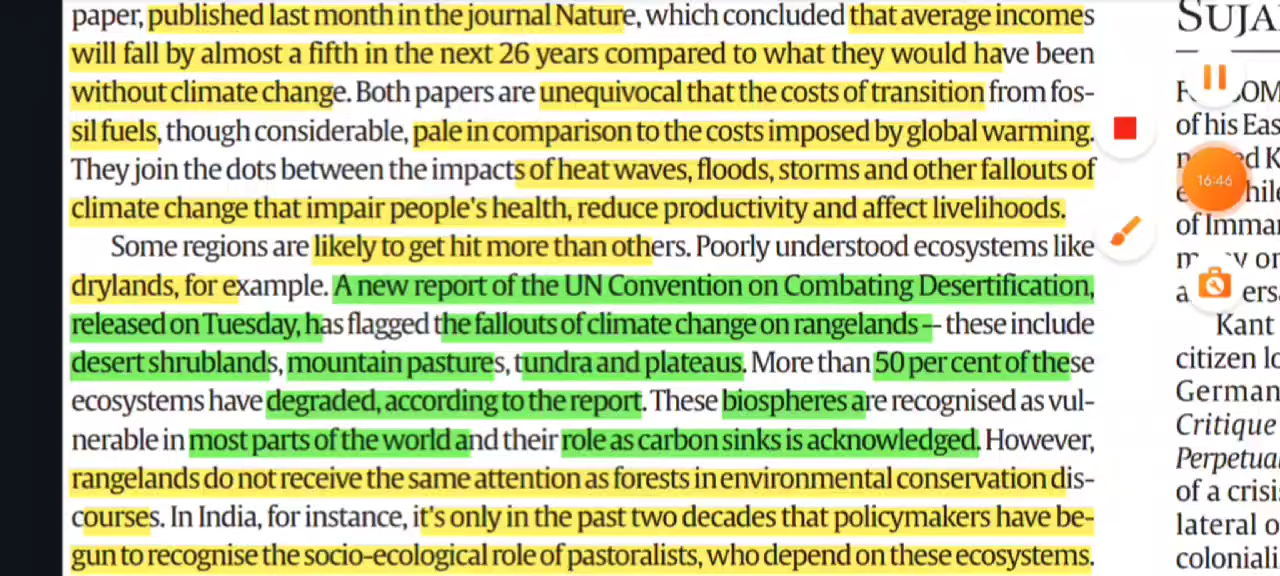 paper, published last month in the journal Nature, which concluded that average incomes
will fall by almost a fifth in the next 26 years compared to what they would have been
without climate change. Both papers are unequivocal that the costs of transition from fos-
sil fuels, though considerable, pale in comparison to the costs imposed by global warming.
They join the dots between the impacts of heat waves, floods, storms and other fallouts of
climate change that impair people's health, reduce productivity and affect livelihoods.
Some regions are likely to get hit more than others. Poorly understood ecosystems like
drylands, for example. A new report of the UN Convention on Combating Desertification,
released on Tuesday, has flagged the fallouts of climate change on rangelands — these include
desert shrublands, mountain pastures, tundra and plateaus. More than 50 per cent of these
ecosystems have degraded, according to the report. These biospheres are recognised as vul-
nerable in most parts of the world and their role as carbon sinks is acknowledged. However,
rangelands do not receive the same attention as forests in environmental conservation dis-
courses. In India, for instance, it's only in the past two decades that policymakers have be-
gun to recognise the socio-ecological role of pastoralists, who depend on these ecosystems.
of his Eas
16:46
of Imma
Kant
citizen lo
German
Critique
Perpetual
of a crisi
lateral o
coloniali